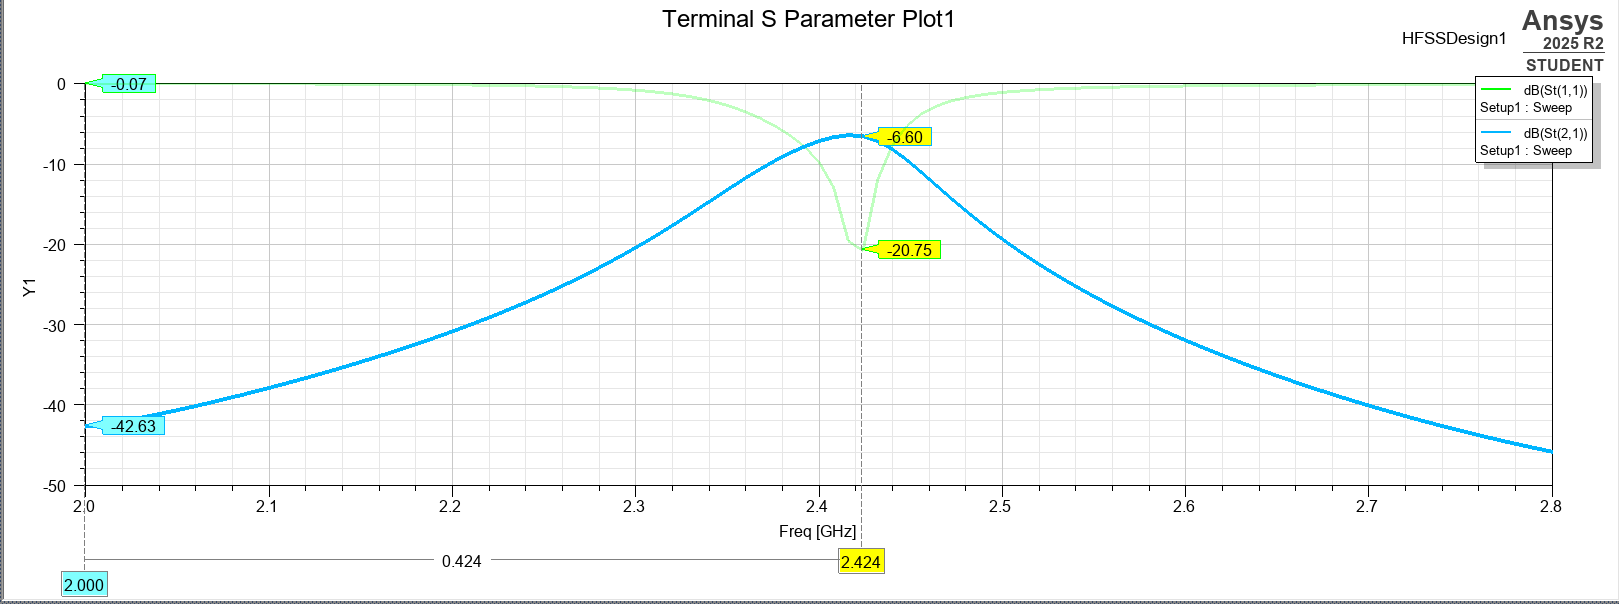 Terminal S Parameter Plot1
Ansys
2025 R2
STUDENT
HFSSDesign1
dB(St(1,1))
Setup1 : Sweep
dB(St(2,1))
Setup1 : Sweep
0
-10
-20
-30
-40
-50
Y1
-0.07
-6.60
-20.75
-42.63
2.0
2.1
2.2
2.3
2.4
2.5
2.6
2.7
2.8
Freq [GHz]
0.424
2.424
2.000